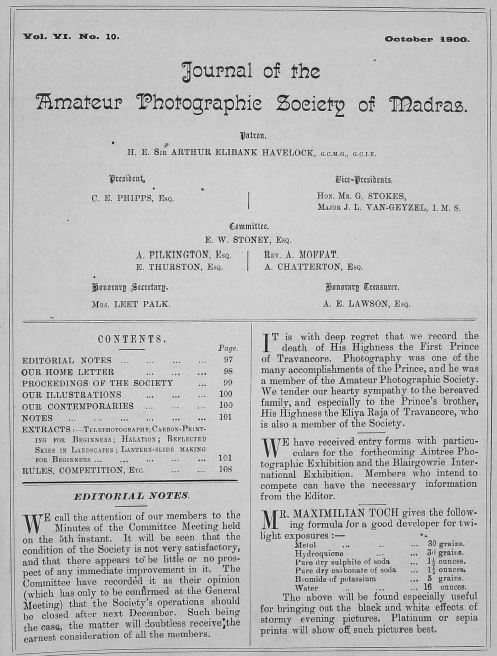 Vol. VI. No. 10.
October 1900.
Journal of the
Amateur Photographic Society of Madras.
Patron.
H. E. Sir ARTHUR ELIBANK HAVELOCK, G.C.M.G., G.C.I.E.
President,
C. E. PHIPPS, Esq.
Vice-Presidents.
Hon. Mr. G. STOKES,
Major J. L. VAN-GEYZEL, I. M. S.
Committee.
E. W. STONEY, Esq.
A. PILKINGTON, Esq.
E. THURSTON, Esq.
Rev. A. MOFFAT.
A. CHATTERTON, Esq.
Honorary Secretary.
Mrs. LEET PALK.
Honorary Treasurer.
A. E. LAWSON, Esq.
CONTENTS.
Page.
EDITORIAL NOTES ... ... ... ... 97
OUR HOME LETTER ... ... ... ... 98
PROCEEDINGS OF THE SOCIETY ... ... 99
OUR ILLUSTRATIONS ... ... ... ... 100
OUR CONTEMPORARIES ... ... ... 100
NOTES ... ... ... ... ... 101
EXTRACTS:—Telephotography; Carbon-Print-
ing for Beginners; Halation; Reflected
Skies in Landscapes; Lantern-slide making
for Beginners ... ... ... ... 101
RULES, COMPETITION, Etc. ... ... ... 108
EDITORIAL NOTES.
WE call the attention of our members to the
Minutes of the Committee Meeting held
on the 5th instant. It will be seen that the
condition of the Society is not very satisfactory,
and that there appears to be little or no pros-
pect of any immediate improvement in it. The
Committee have recorded it as their opinion
(which has only to be confirmed at the General
Meeting) that the Society's operations should
be closed after next December. Such being
the case, the matter will doubtless receive the
earnest consideration of all the members.
IT is with deep regret that we record the
death of His Highness the First Prince
of Travancore. Photography was one of the
many accomplishments of the Prince, and he was
a member of the Amateur Photographic Society.
We tender our hearty sympathy to the bereaved
family, and especially to the Prince's brother,
His Highness the Eliya Raja of Travancore, who
is also a member of the Society.
WE have received entry forms with particu-
culars for the forthcoming Aintree Pho-
tographic Exhibition and the Blairgowrie Inter-
national Exhibition. Members who intend to
compete can have the necessary information
from the Editor.
MR. MAXIMILIAN TOCH gives the follow-
ing formula for a good developer for twi-
light exposures:—
Metol ... ... ... 30 grains.
Hydroquione ... ... 30 grains.
Pure dry sulphite of soda ... 1½ ounces.
Pure dry carbonate of soda ... 1½ ounces.
Bromide of potassium ... 5 grains.
Water ... ... ... 16 ounces.
The above will be found especially useful
for bringing out the black and white effects of
stormy evening pictures. Platinum or sepia
prints will show off such pictures best.